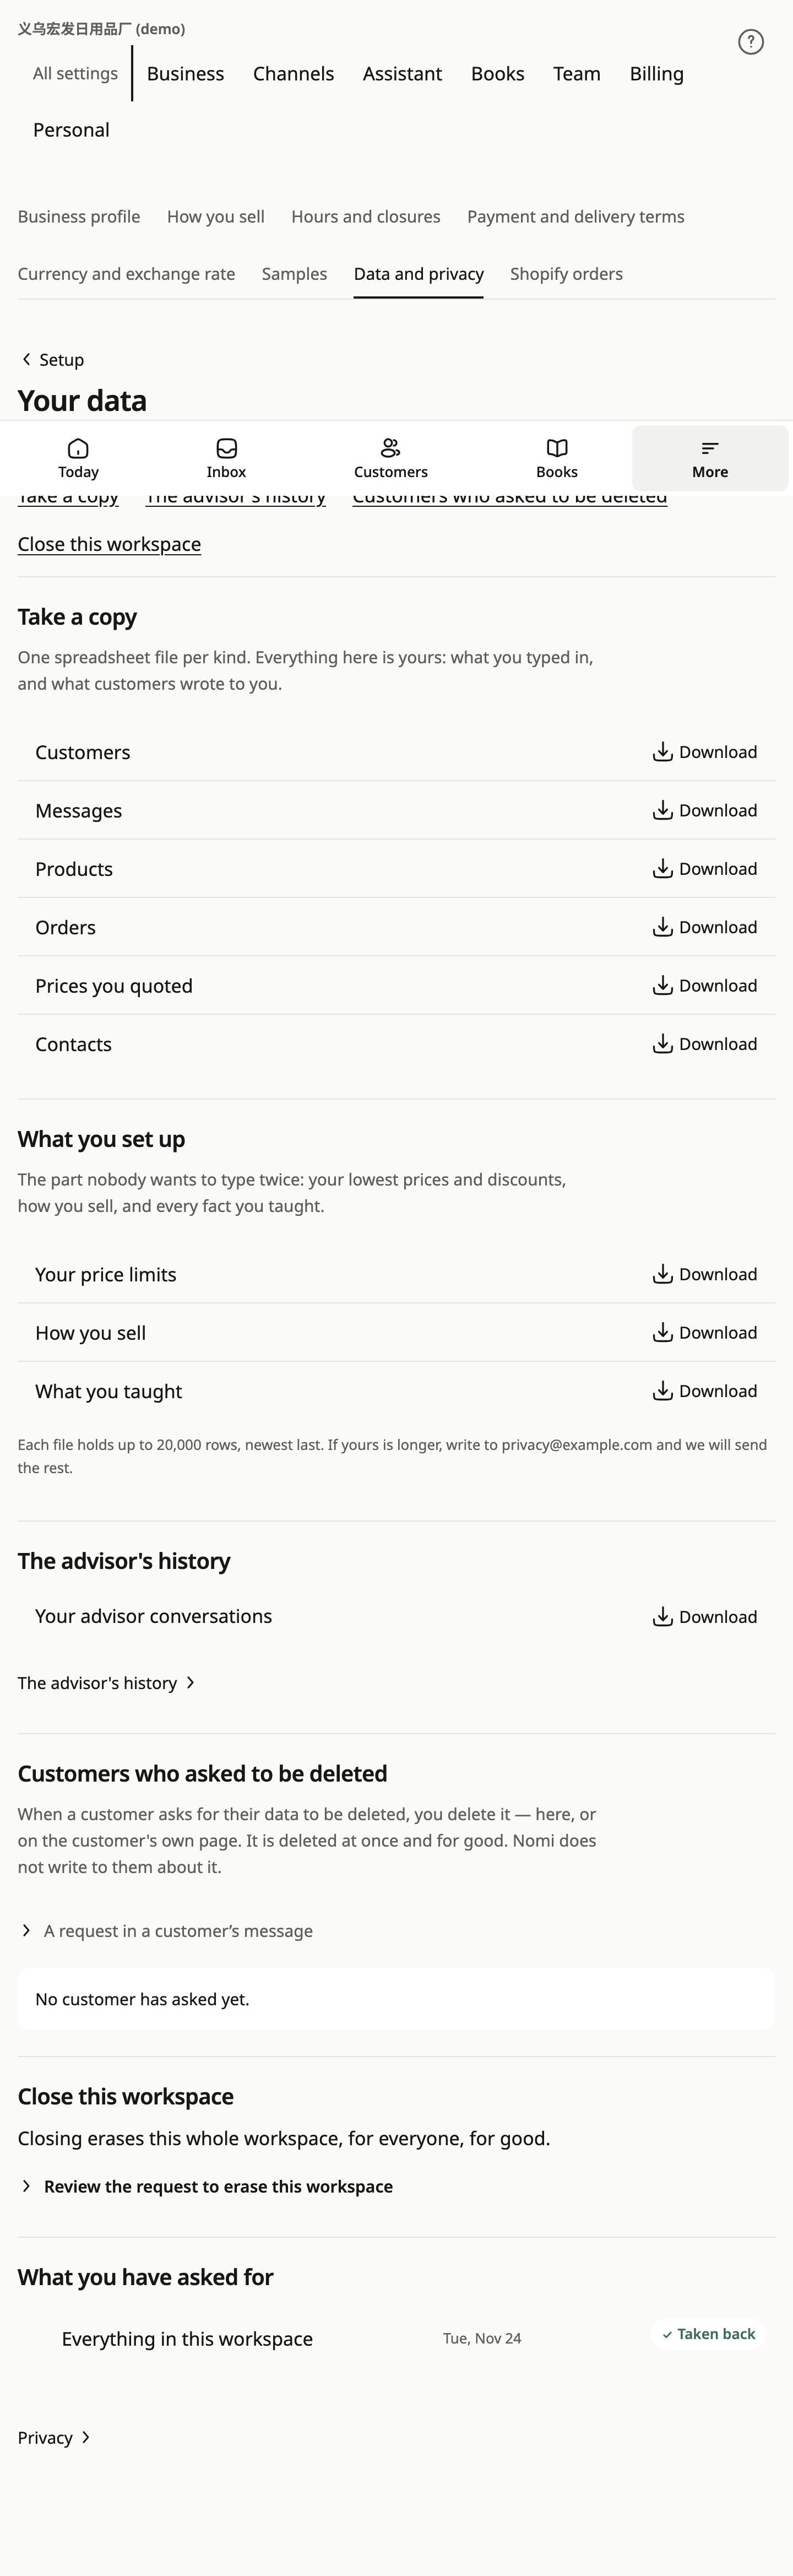 义乌宏发日用品厂 (demo)
All settings Business Channels Assistant Books Team Billing
Personal
Business profile How you sell Hours and closures Payment and delivery terms
Currency and exchange rate Samples Data and privacy Shopify orders
Setup
Your data
Today Inbox Customers Books More
Take a copy The advisor's history Customers who asked to be deleted
Close this workspace
Take a copy
One spreadsheet file per kind. Everything here is yours: what you typed in,
and what customers wrote to you.
Customers Download
Messages Download
Products Download
Orders Download
Prices you quoted Download
Contacts Download
What you set up
The part nobody wants to type twice: your lowest prices and discounts,
how you sell, and every fact you taught.
Your price limits Download
How you sell Download
What you taught Download
Each file holds up to 20,000 rows, newest last. If yours is longer, write to privacy@example.com and we will send
the rest.
The advisor's history
Your advisor conversations Download
The advisor's history
Customers who asked to be deleted
When a customer asks for their data to be deleted, you delete it — here, or
on the customer's own page. It is deleted at once and for good. Nomi does
not write to them about it.
A request in a customer’s message
No customer has asked yet.
Close this workspace
Closing erases this whole workspace, for everyone, for good.
Review the request to erase this workspace
What you have asked for
Everything in this workspace Tue, Nov 24 Taken back
Privacy